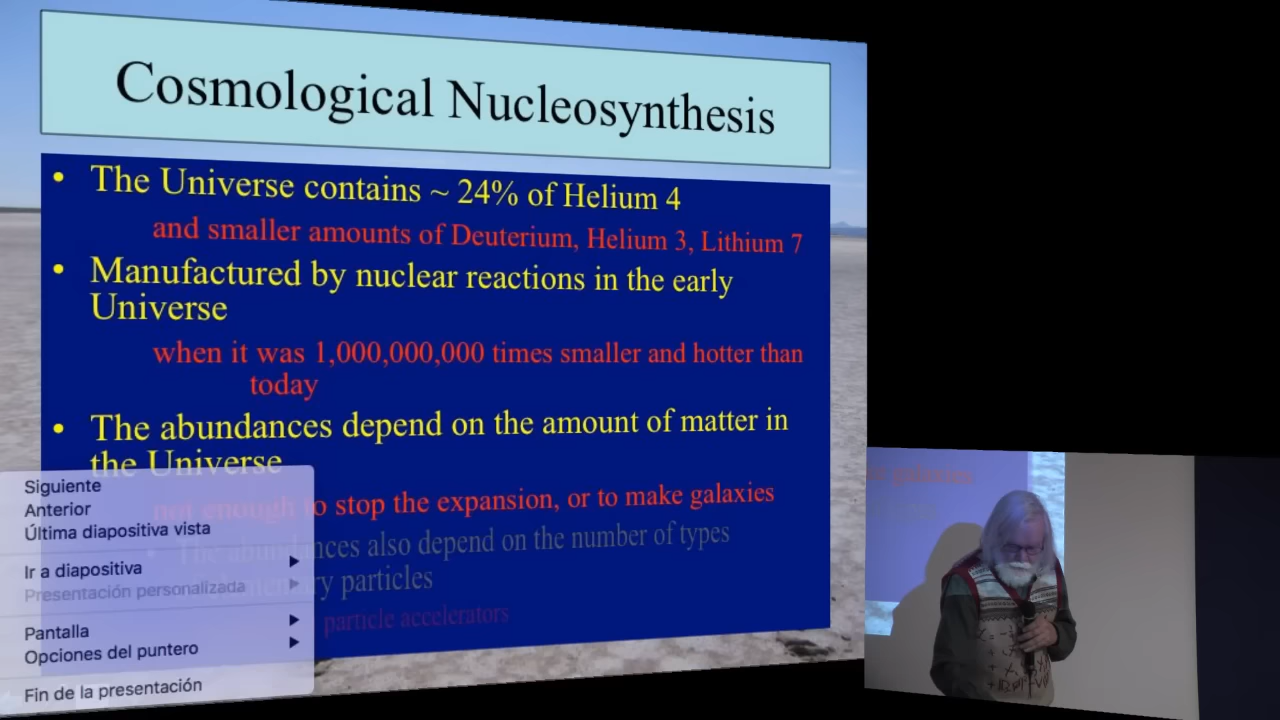 Cosmological Nucleosynthesis
• The Universe contains ~ 24% of Helium 4
and smaller amounts of Deuterium, Helium 3, Lithium 7
• Manufactured by nuclear reactions in the early
Universe
when it was 1,000,000,000 times smaller and hotter than
today
• The abundances depend on the amount of matter in
the Universe
not enough to stop the expansion, or to make galaxies
• The abundances also depend on the number of types
particles
particle accelerators
Siguiente
Anterior
Última diapositiva vista
Ir a diapositiva
Presentación personalizada
Pantalla
Opciones del puntero
Fin de la presentación
galaxies